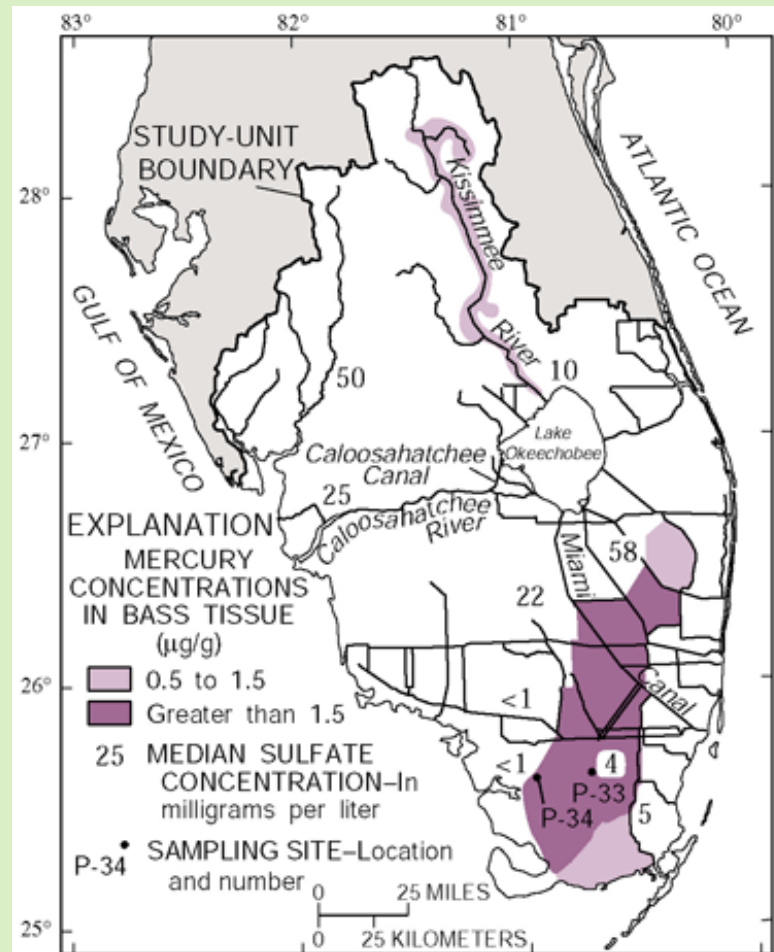 83°
82°
81°
80°
STUDY-UNIT
BOUNDARY
28°
Kissimmee
River
ATLANTIC OCEAN
GULF OF MEXICO
50
10
27°
Lake
Okeechobee
Caloosahatchee
Canal
25
Caloosahatchee
River
Miami
Canal
58
22
EXPLANATION
MERCURY
CONCENTRATIONS
IN BASS TISSUE
(µg/g)
0.5 to 1.5
Greater than 1.5
26°
<1
<1
4
P-33
P-34
5
25 MEDIAN SULFATE
CONCENTRATION–In
milligrams per liter
P-34 SAMPLING SITE–Location
and number
0 25 MILES
0 25 KILOMETERS
25°